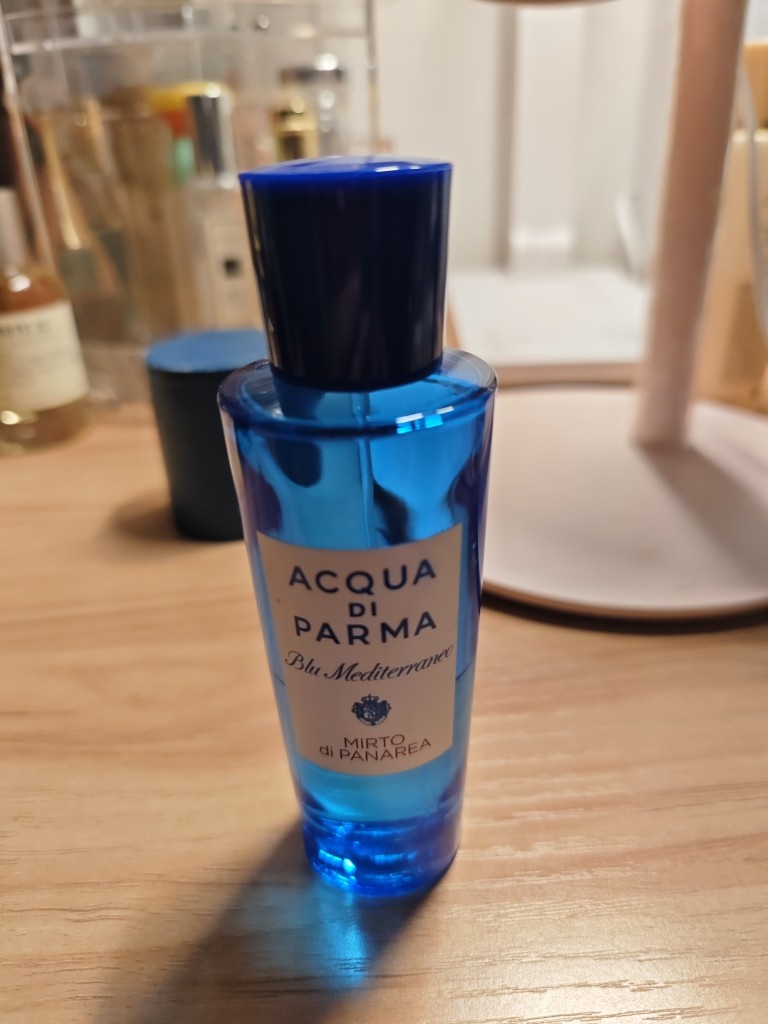 ACQUA
DI
PARMA
Blu Mediterraneo
MIRTO
di PANAREA